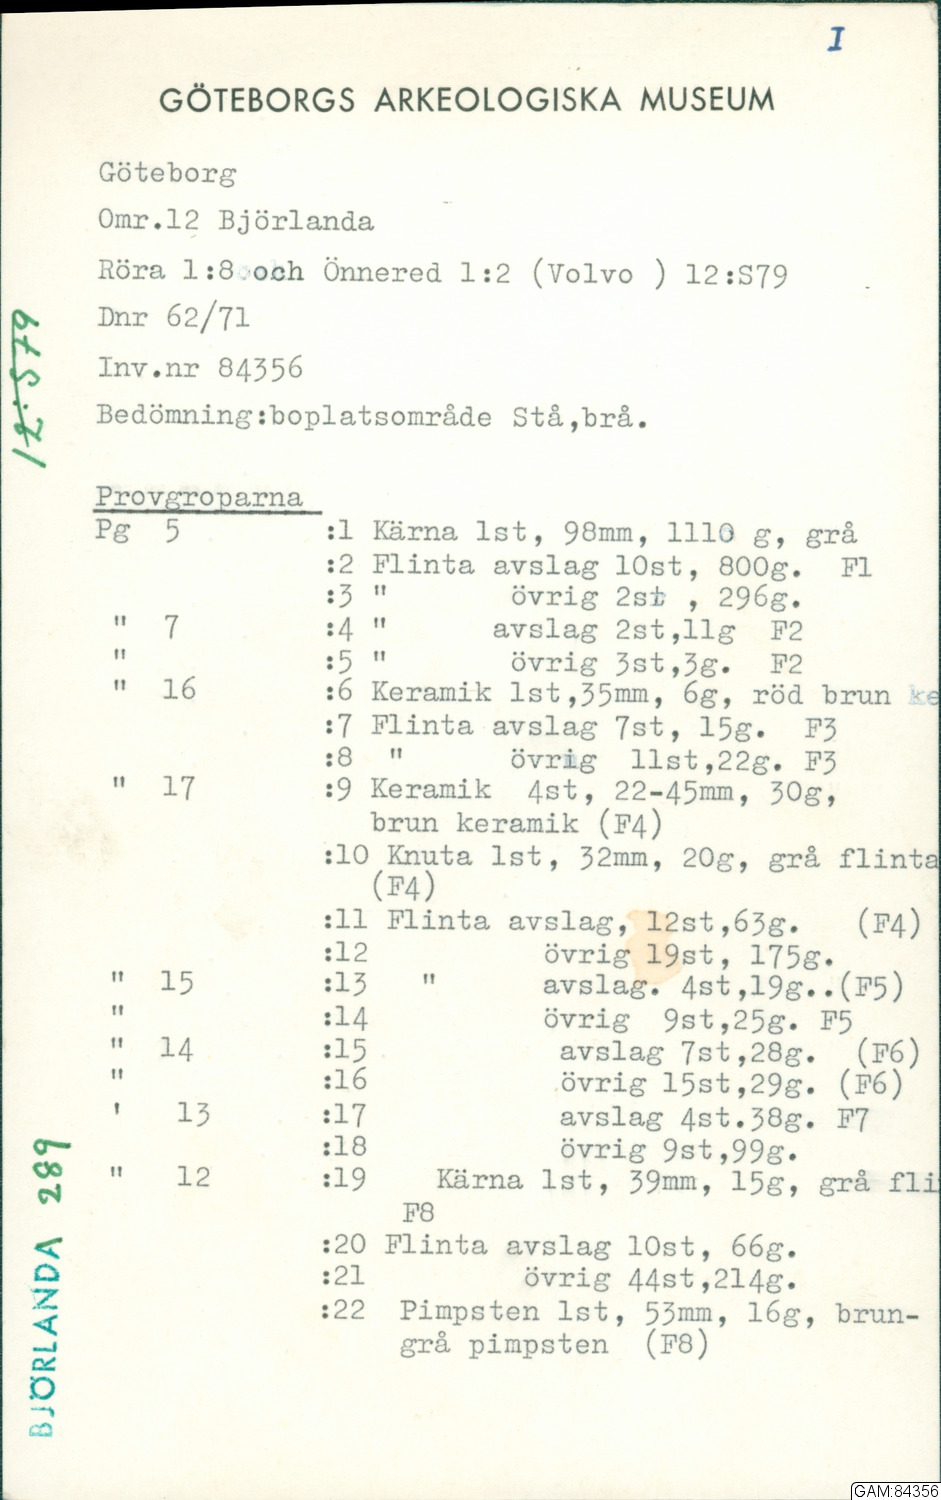 I
GÖTEBORGS ARKEOLOGISKA MUSEUM
Göteborg
Omr.12 Björlanda
Röra 1:8 och Önnered 1:2 (Volvo ) 12:S79
Dnr 62/71
Inv.nr 84356
Bedömning:boplatsområde Stå,brå.
12:S79
Provgroparna
Pg 5 :1 Kärna 1st, 98mm, 1110 g, grå
:2 Flinta avslag 10st, 800g. F1
:3 " övrig 2st , 296g.
" 7 :4 " avslag 2st,11g F2
" :5 " övrig 3st,3g. F2
" 16 :6 Keramik 1st,35mm, 6g, röd brun ke
:7 Flinta avslag 7st, 15g. F3
:8 " övrig 11st,22g. F3
" 17 :9 Keramik 4st, 22-45mm, 30g,
brun keramik (F4)
:10 Knuta 1st, 32mm, 20g, grå flinta
(F4)
:11 Flinta avslag, 12st,63g. (F4)
:12 övrig 19st, 175g.
" 15 :13 " avslag. 4st,19g..(F5)
" :14 övrig 9st,25g. F5
" 14 :15 avslag 7st,28g. (F6)
" :16 övrig 15st,29g. (F6)
' 13 :17 avslag 4st.38g. F7
:18 övrig 9st,99g.
" 12 :19 Kärna 1st, 39mm, 15g, grå fli
F8
:20 Flinta avslag 10st, 66g.
:21 övrig 44st,214g.
:22 Pimpsten 1st, 53mm, 16g, brun-
grå pimpsten (F8)
BJÖRLANDA 289
GAM:84356